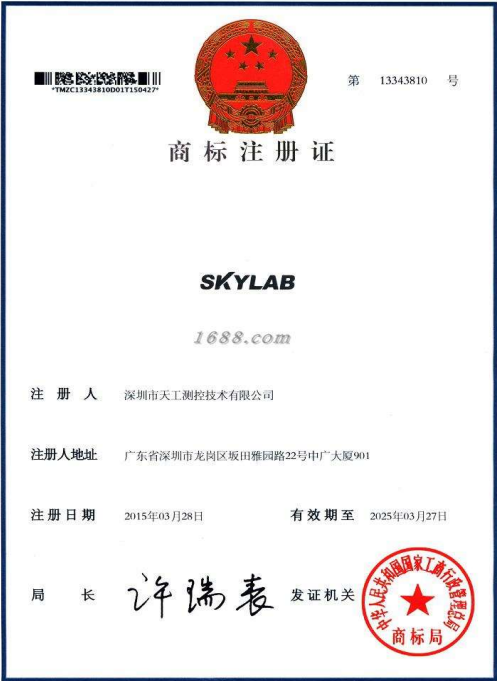 第 13343810 号
*TMZC13343810D01T150427*
商标注册证
SKYLAB
1688.com
注册人 深圳市天工测控技术有限公司
注册人地址 广东省深圳市龙岗区坂田雅园路22号中广大厦901
注册日期 2015年03月28日 有效期至 2025年03月27日
局长 许瑞表 发证机关
中华人民共和国国家工商行政管理总局
商标局